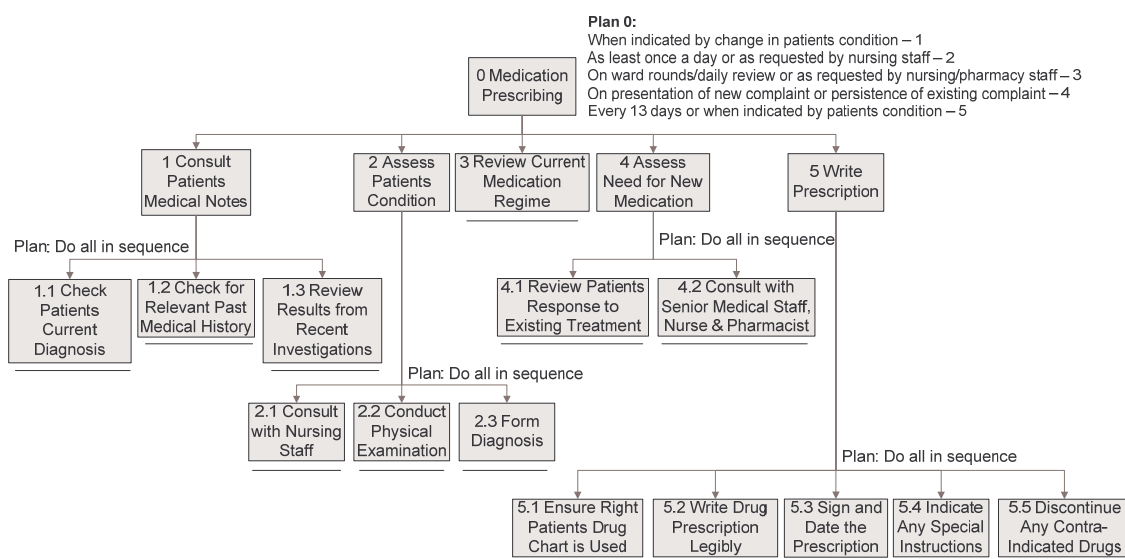 Plan 0:
When indicated by change in patients condition – 1
As least once a day or as requested by nursing staff – 2
On ward rounds/daily review or as requested by nursing/pharmacy staff – 3
On presentation of new complaint or persistence of existing complaint – 4
Every 13 days or when indicated by patients condition – 5
0 Medication
Prescribing
1 Consult
Patients
Medical Notes
2 Assess
Patients
Condition
3 Review Current
Medication
Regime
4 Assess
Need for New
Medication
5 Write
Prescription
Plan: Do all in sequence
1.1 Check
Patients
Current
Diagnosis
1.2 Check for
Relevant Past
Medical History
1.3 Review
Results from
Recent
Investigations
Plan: Do all in sequence
4.1 Review Patients
Response to
Existing Treatment
4.2 Consult with
Senior Medical Staff,
Nurse & Pharmacist
Plan: Do all in sequence
2.1 Consult
with Nursing
Staff
2.2 Conduct
Physical
Examination
2.3 Form
Diagnosis
Plan: Do all in sequence
5.1 Ensure Right
Patients Drug
Chart is Used
5.2 Write Drug
Prescription
Legibly
5.3 Sign and
Date the
Prescription
5.4 Indicate
Any Special
Instructions
5.5 Discontinue
Any Contra-
Indicated Drugs